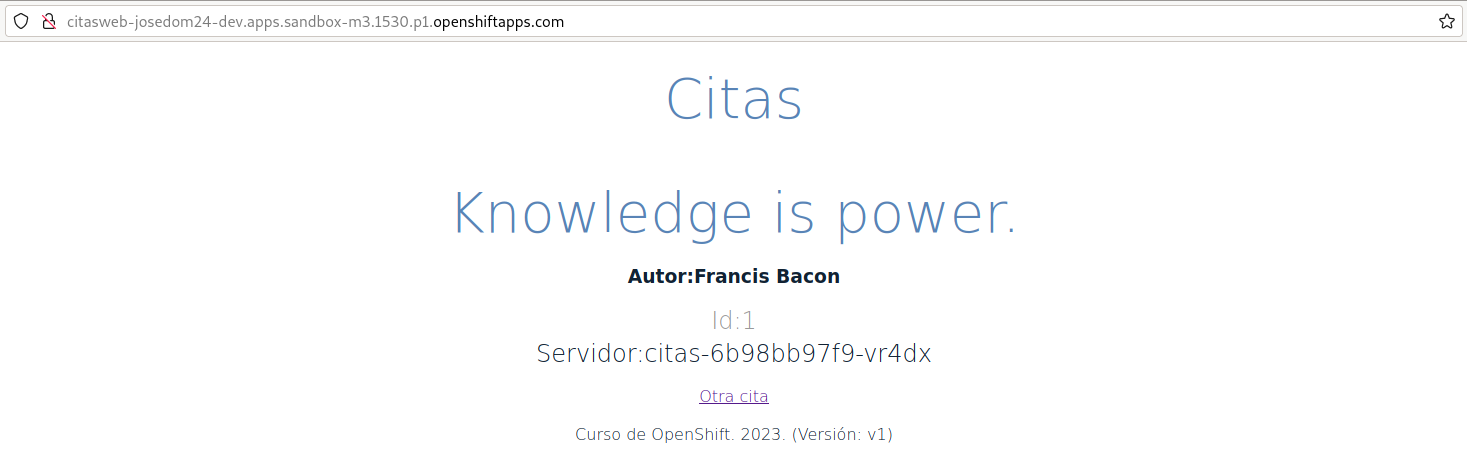 citasweb-josedom24-dev.apps.sandbox-m3.1530.p1.openshiftapps.com
Citas
Knowledge is power.
Autor:Francis Bacon
Id:1
Servidor:citas-6b98bb97f9-vr4dx
Otra cita
Curso de OpenShift. 2023. (Versión: v1)